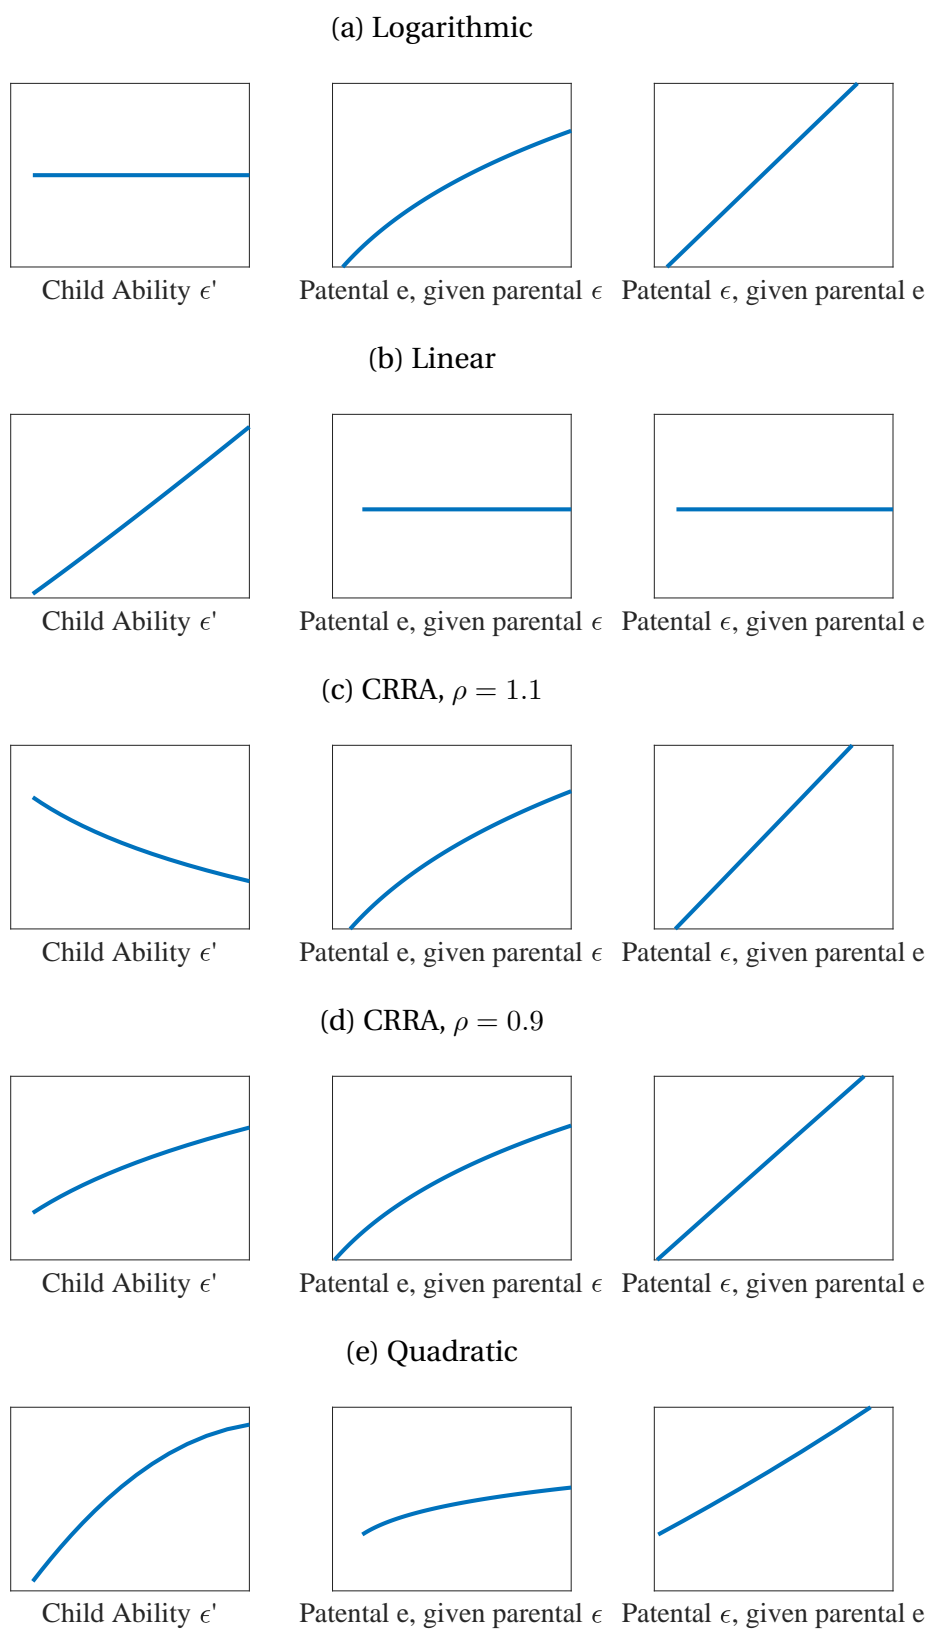 (a) Logarithmic
Child Ability ϵ' Patental e, given parental ϵ Patental ϵ, given parental e
(b) Linear
Child Ability ϵ' Patental e, given parental ϵ Patental ϵ, given parental e
(c) CRRA, ρ = 1.1
Child Ability ϵ' Patental e, given parental ϵ Patental ϵ, given parental e
(d) CRRA, ρ = 0.9
Child Ability ϵ' Patental e, given parental ϵ Patental ϵ, given parental e
(e) Quadratic
Child Ability ϵ' Patental e, given parental ϵ Patental ϵ, given parental e